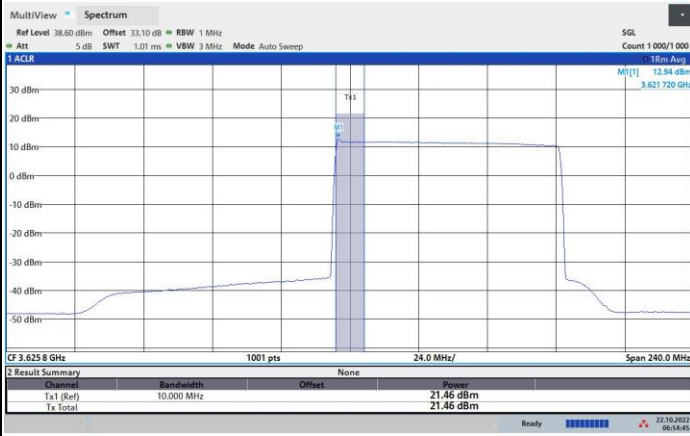 MultiView Spectrum
Ref Level 38.60 dBm Offset 33.10 dB RBW 1 MHz SGL
Att 5 dB SWT 1.01 ms VBW 3 MHz Mode Auto Sweep Count 1 000/1 000
1 ACLR 1Rm Avg
M1[1] 12.94 dBm
3.621 720 GHz
30 dBm
Tx1
20 dBm
M1
10 dBm
0 dBm
-10 dBm
-20 dBm
-30 dBm
-40 dBm
-50 dBm
CF 3.625 8 GHz 1001 pts 24.0 MHz/ Span 240.0 MHz
2 Result Summary None
Channel Bandwidth Offset Power
Tx1 (Ref) 10.000 MHz 21.46 dBm
Tx Total 21.46 dBm
Ready 22.10.2022
06:54:45